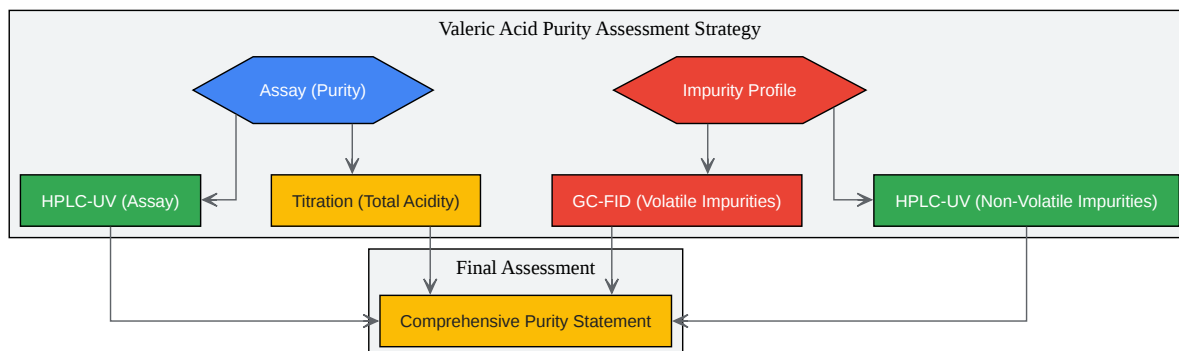 Valeric Acid Purity Assessment Strategy
Assay (Purity)
Impurity Profile
HPLC-UV (Assay)
Titration (Total Acidity)
GC-FID (Volatile Impurities)
HPLC-UV (Non-Volatile Impurities)
Final Assessment
Comprehensive Purity Statement